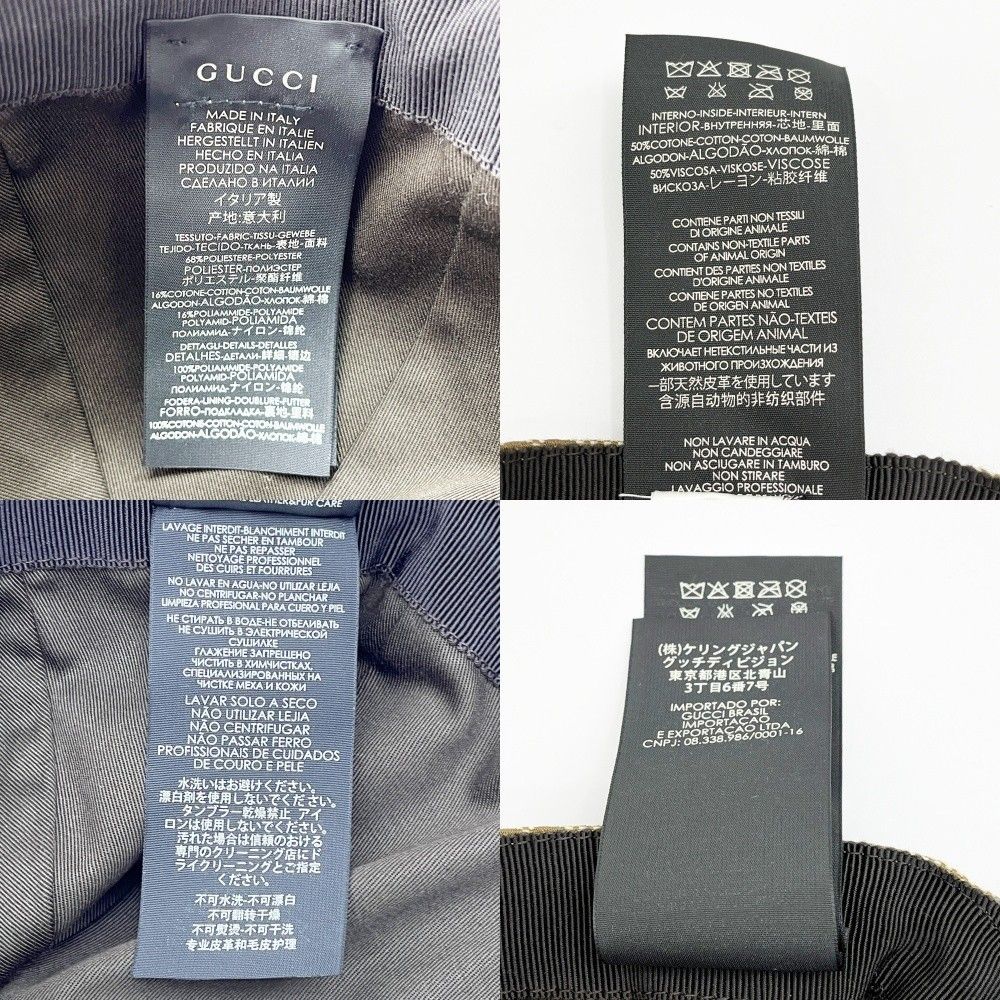 GUCCI
MADE IN ITALY
FABRIQUE EN ITALIE
HERGESTELLT IN ITALIEN
HECHO EN ITALIA
PRODUZIDO NA ITALIA
СДЕЛАНО В ИТАЛИИ
イタリア製
产地:意大利
TESSUTO-FABRIC-TISSU-GEWEBE
TEJIDO-TECIDO-ТКАНЬ-表地-面料
68%POLIESTERE-POLYESTER
POLIESTER-ПОЛИЭСТЕР
ポリエステル-聚酯纤维
16%COTONE-COTTON-COTON-BAUMWOLLE
ALGODON-ALGODÃO-ХЛОПОК-綿-棉
16%POLIAMMIDE-POLYAMIDE
POLYAMID-POLIAMIDA
ПОЛИАМИД-ナイロン-锦纶
DETTAGLI-DETAILS-DETAILLES
DETALHES-ДЕТАЛИ-詳細-镶边
100%POLIAMMIDE-POLYAMIDE
POLYAMID-POLIAMIDA
ПОЛИАМИД-ナイロン-锦纶
FODERA-LINING-DOUBLURE-FUTTER
FORRO-ПОДКЛАДКА-裏地-里料
100%COTONE-COTTON-COTON-BAUMWOLLE
ALGODON-ALGODÃO-ХЛОПОК-綿-棉
INTERNO-INSIDE-INTERIEUR-INTERN
INTERIOR-ВНУТРЕННЯЯ-芯地-里面
50%COTONE-COTTON-COTON-BAUMWOLLE
ALGODON-ALGODÃO-ХЛОПОК-綿-棉
50%VISCOSA-VISKOSE-VISCOSE
ВИСКОЗА-レーヨン-粘胶纤维
CONTIENE PARTI NON TESSILI
DI ORIGINE ANIMALE
CONTAINS NON-TEXTILE PARTS
OF ANIMAL ORIGIN
CONTIENT DES PARTIES NON TEXTILES
D'ORIGINE ANIMALE
CONTIENE PARTES NO TEXTILES
DE ORIGEN ANIMAL
CONTEM PARTES NÃO-TEXTEIS
DE ORIGEM ANIMAL
ВКЛЮЧАЕТ НЕТЕКСТИЛЬНЫЕ ЧАСТИ ИЗ
ЖИВОТНОГО ПРОИЗХОЖДЕНИЯ
一部天然皮革を使用しています
含源自动物的非纺织部件
NON LAVARE IN ACQUA
NON CANDEGGIARE
NON ASCIUGARE IN TAMBURO
NON STIRARE
LAVAGGIO PROFESSIONALE
&FUR CARE
LAVAGE INTERDIT-BLANCHIMENT INTERDIT
NE PAS SECHER EN TAMBOUR
NE PAS REPASSER
NETTOYAGE PROFESSIONNEL
DES CUIRS ET FOURRURES
NO LAVAR EN AGUA-NO UTILIZAR LEJIA
NO CENTRIFUGAR-NO PLANCHAR
LIMPIEZA PROFESIONAL PARA CUERO Y PIEL
НЕ СТИРАТЬ В ВОДЕ-НЕ ОТБЕЛИВАТЬ
НЕ СУШИТЬ В ЭЛЕКТРИЧЕСКОЙ
СУШИЛКЕ
ГЛАЖЕНИЕ ЗАПРЕЩЕНО
ЧИСТИТЬ В ХИМЧИСТКАХ,
СПЕЦИАЛИЗИРОВАННЫХ НА
ЧИСТКЕ МЕХА И КОЖИ
LAVAR SOLO A SECO
NÃO UTILIZAR LEJIA
NÃO CENTRIFUGAR
NÃO PASSAR FERRO
PROFISSIONAIS DE CUIDADOS
DE COURO E PELE
水洗いはお避けください。
漂白剤を使用しないでください。
タンブラー乾燥禁止 アイ
ロンは使用しないでください。
汚れた場合は信頼のおける
専門のクリーニング店にド
ライクリーニングとご指定
ください。
不可水洗-不可漂白
不可翻转干燥
不可熨烫-不可干洗
专业皮革和毛皮护理
(株)ケリングジャパン
グッチディビジョン
東京都港区北青山
3丁目6番7号
IMPORTADO POR:
GUCCI BRASIL
IMPORTAÇAO
E EXPORTAÇAO LTDA
CNPJ: 08.338.986/0001-16